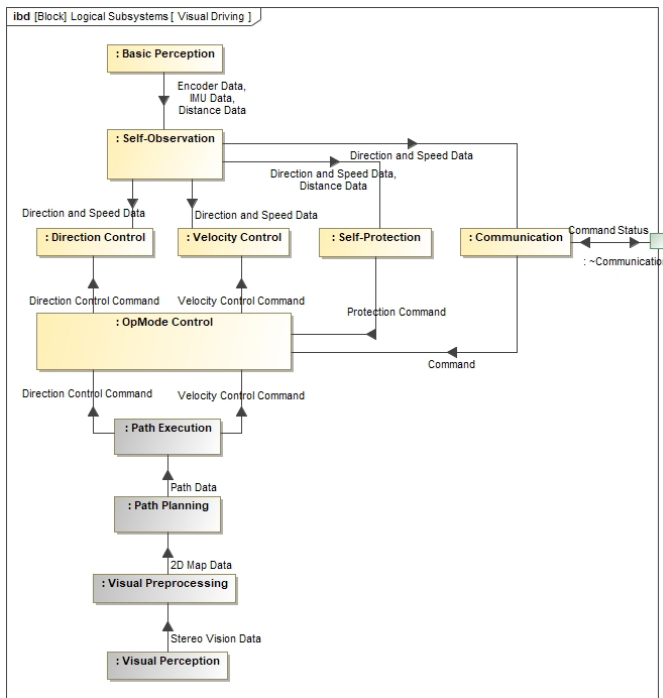 ibd [Block] Logical Subsystems [ Visual Driving ]
: Basic Perception
Encoder Data,
IMU Data,
Distance Data
: Self-Observation
Direction and Speed Data
Direction and Speed Data,
Distance Data
Direction and Speed Data
Direction and Speed Data
: Direction Control
: Velocity Control
: Self-Protection
: Communication
Command Status
: ~Communication
Direction Control Command
Velocity Control Command
Protection Command
: OpMode Control
Command
Direction Control Command
Velocity Control Command
: Path Execution
Path Data
: Path Planning
2D Map Data
: Visual Preprocessing
Stereo Vision Data
: Visual Perception